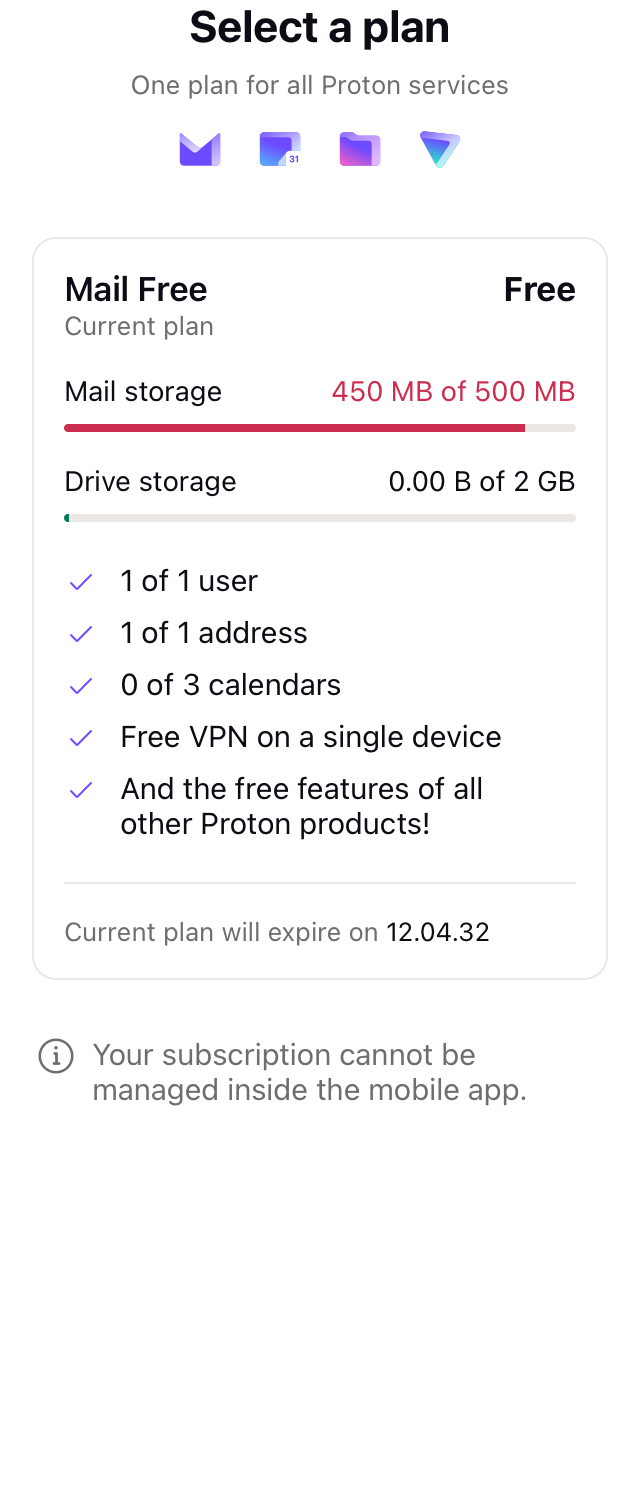 Select a plan
One plan for all Proton services
31
Mail Free Free
Current plan
Mail storage 450 MB of 500 MB
Drive storage 0.00 B of 2 GB
1 of 1 user
1 of 1 address
0 of 3 calendars
Free VPN on a single device
And the free features of all
other Proton products!
Current plan will expire on 12.04.32
Your subscription cannot be
managed inside the mobile app.